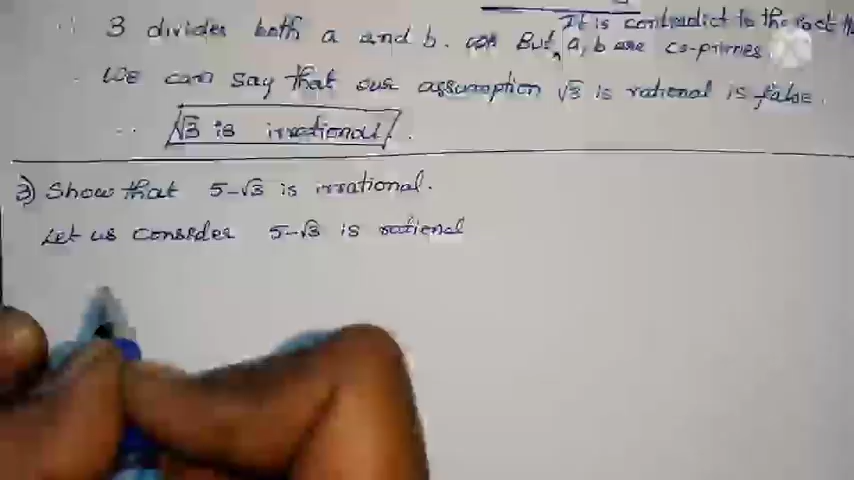 It is contradict to the fact th
∴ 3 divides both a and b. But, a, b are co-primes.
∴ We can say that our assumption √3 is rational is false.
∴ √3 is irrational.
3) Show that 5-√3 is irrational.
Let us consider 5-√3 is rational